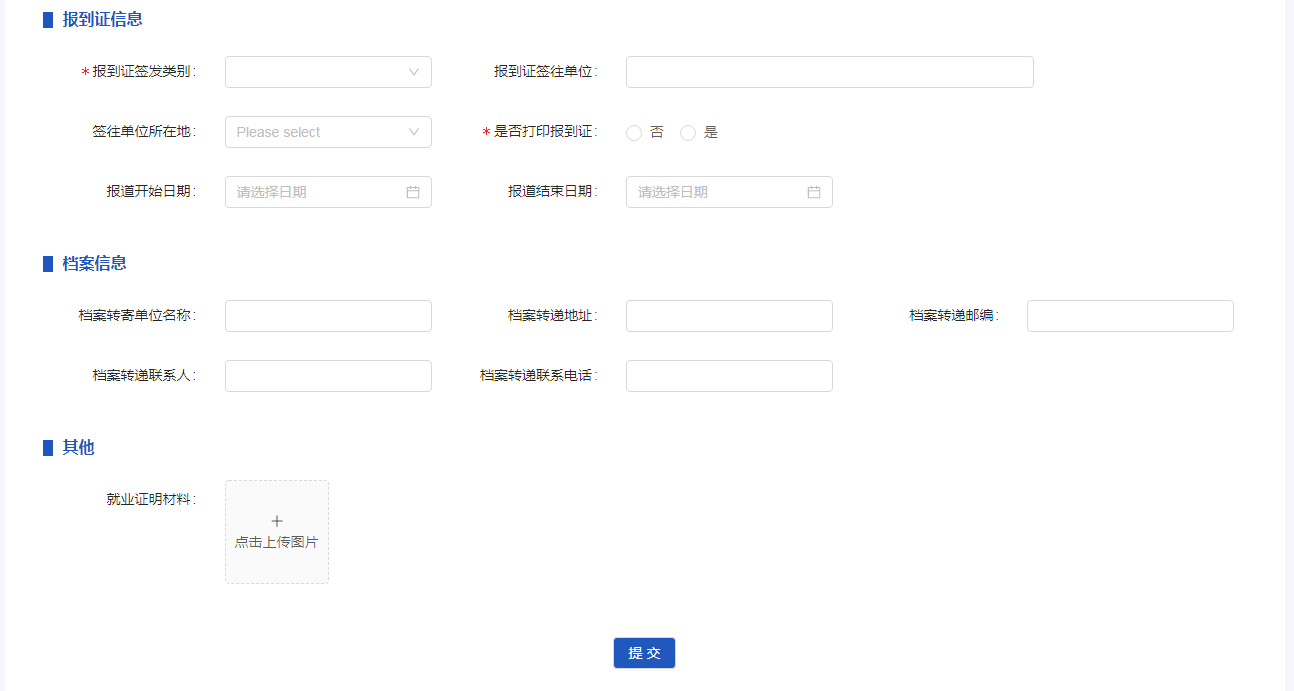 报到证信息
*报到证签发类别:
报到证签往单位:
签往单位所在地: Please select
*是否打印报到证: 否 是
报道开始日期: 请选择日期
报道结束日期: 请选择日期
档案信息
档案转寄单位名称:
档案转递地址:
档案转递邮编:
档案转递联系人:
档案转递联系电话:
其他
就业证明材料:
+
点击上传图片
提 交